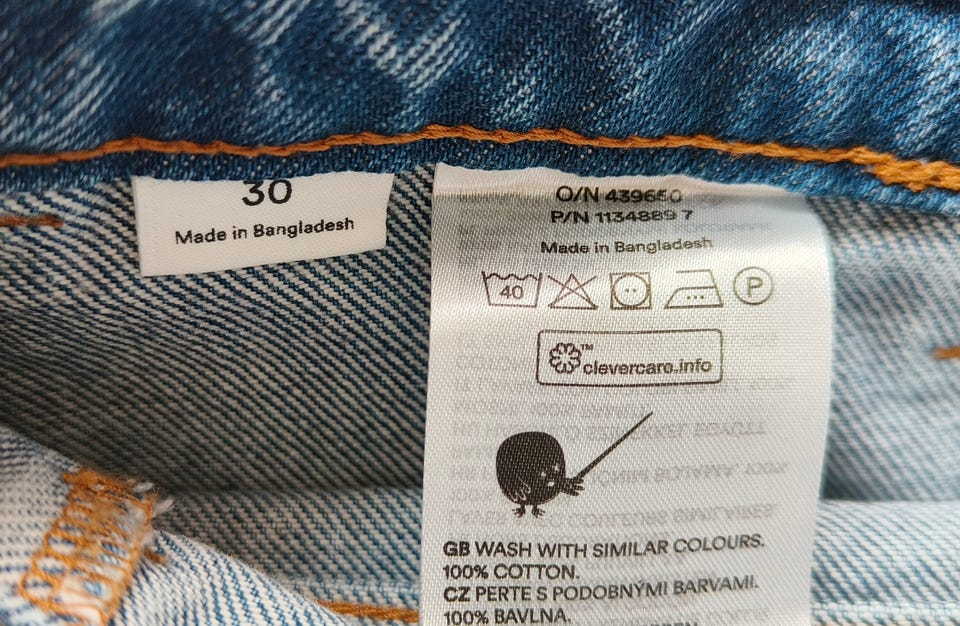 30
Made in Bangladesh
O/N 439650
P/N 1134889 7
Made in Bangladesh
40
P
™
clevercare.info
GB WASH WITH SIMILAR COLOURS.
100% COTTON.
CZ PERTE S PODOBNÝMI BARVAMI.
100% BAVLNA.